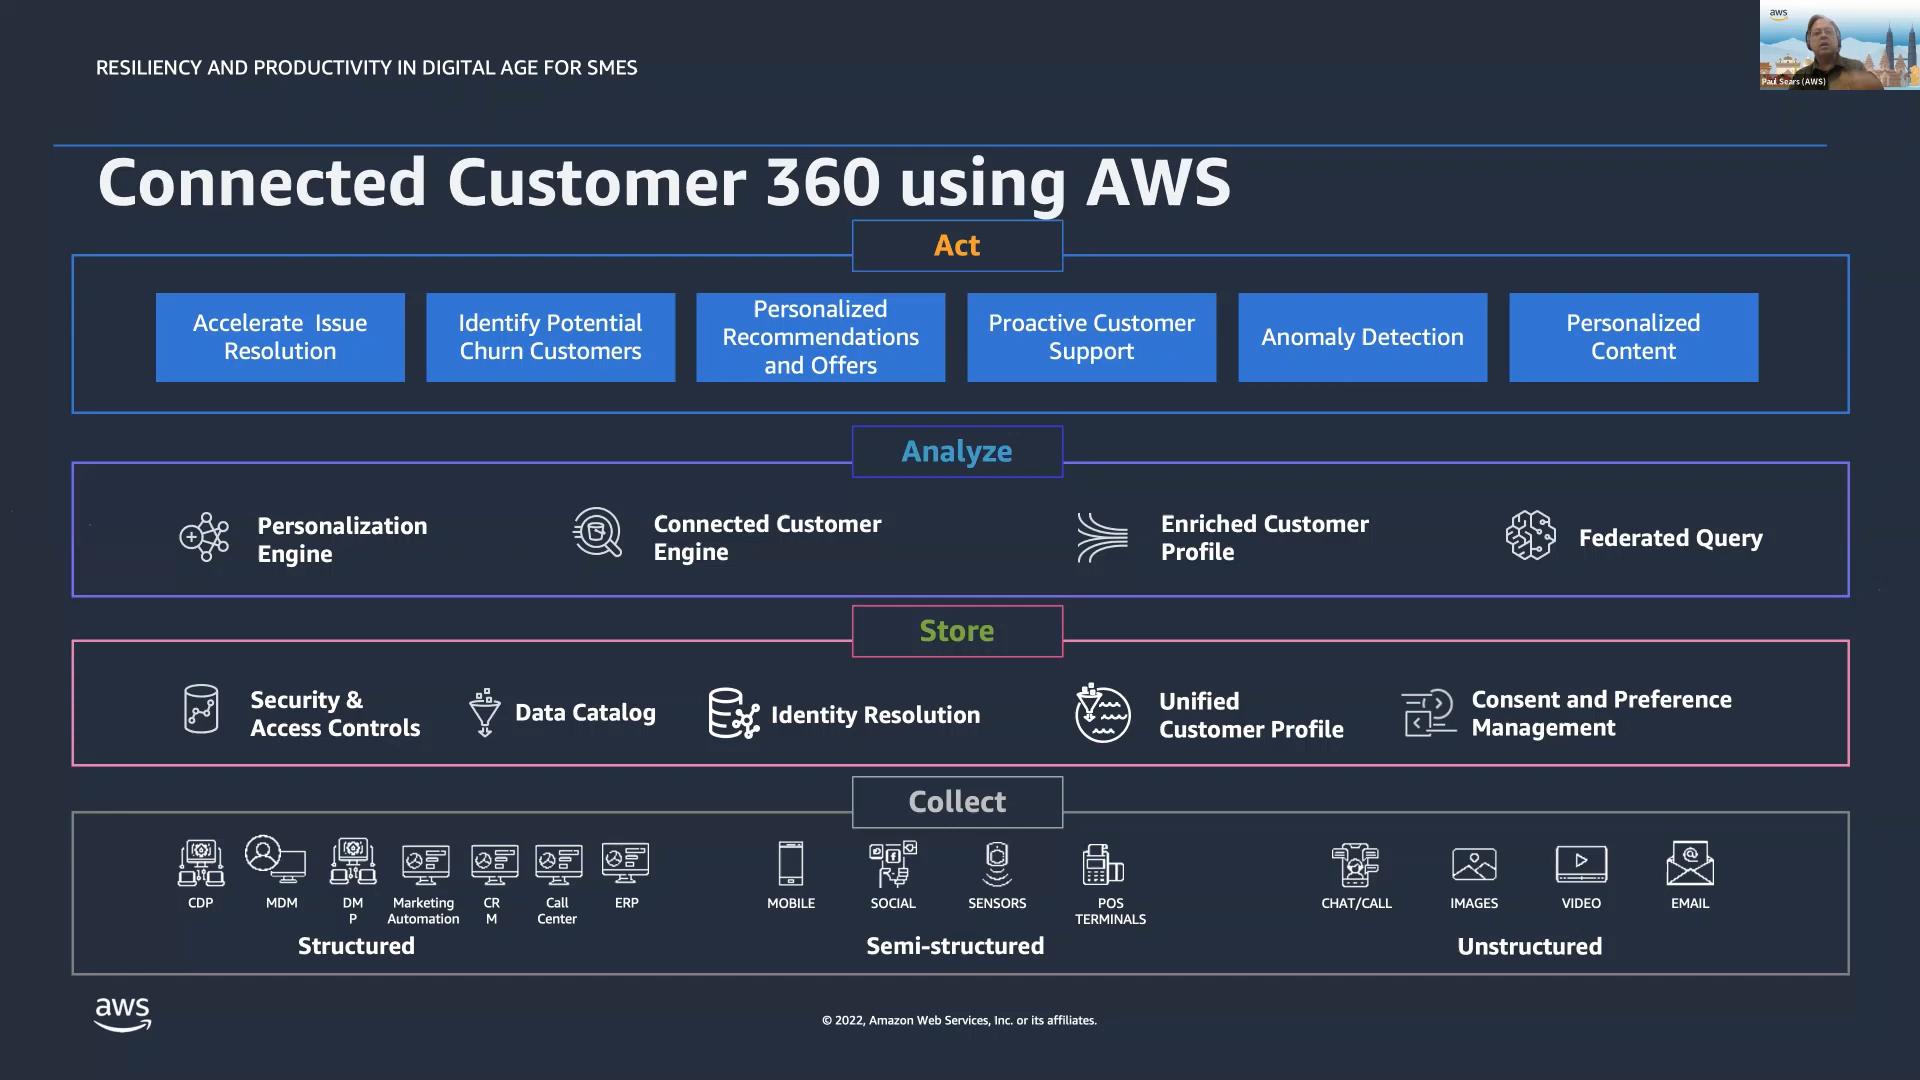 RESILIENCY AND PRODUCTIVITY IN DIGITAL AGE FOR SMES
aws
Paul Sears (AWS)
Connected Customer 360 using AWS
Act
Accelerate Issue
Resolution
Identify Potential
Churn Customers
Personalized
Recommendations
and Offers
Proactive Customer
Support
Anomaly Detection
Personalized
Content
Analyze
Personalization
Engine
Connected Customer
Engine
Enriched Customer
Profile
Federated Query
Store
Security &
Access Controls
Data Catalog
Identity Resolution
Unified
Customer Profile
Consent and Preference
Management
Collect
CDP
MDM
DM
P
Marketing
Automation
CR
M
Call
Center
ERP
Structured
MOBILE
SOCIAL
SENSORS
POS
TERMINALS
Semi-structured
CHAT/CALL
IMAGES
VIDEO
EMAIL
Unstructured
aws
© 2022, Amazon Web Services, Inc. or its affiliates.